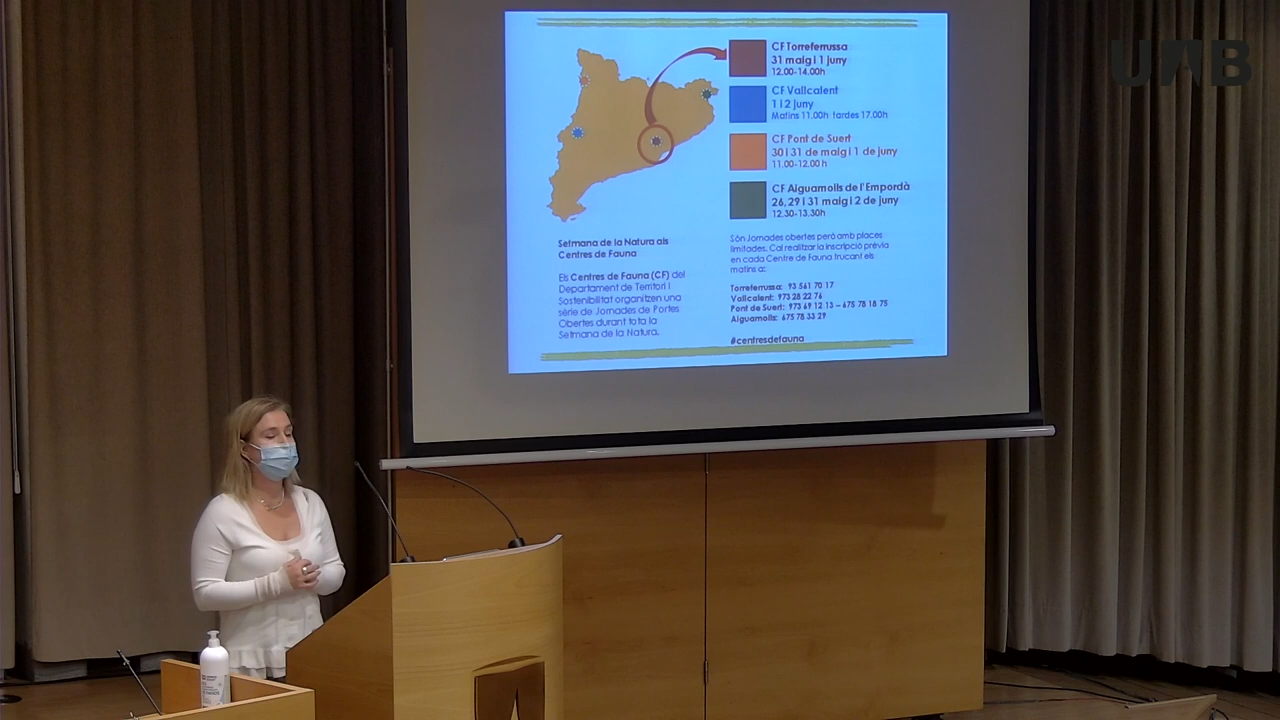 UAB
CF Torreferrussa
31 maig i 1 juny
12.00-14.00h
CF Vallcalent
1 i 2 juny
Matins 11.00h tardes 17.00h
CF Pont de Suert
30 i 31 de maig i 1 de juny
11.00-12.00 h
CF Aiguamolls de l'Empordà
26, 29 i 31 maig i 2 de juny
12.30-13.30h
Setmana de la Natura als
Centres de Fauna
Els Centres de Fauna (CF) del
Departament de Territori i
Sostenibilitat organitzen una
sèrie de Jornades de Portes
Obertes durant tota la
Setmana de la Natura.
Són Jornades obertes però amb places
limitades. Cal realitzar la inscripció prèvia
en cada Centre de Fauna trucant els
matins a:
Torreferrussa: 93 561 70 17
Vallcalent: 973 28 22 76
Pont de Suert: 973 69 12 13 – 675 78 18 75
Aiguamolls: 675 78 33 29
#centresdefauna